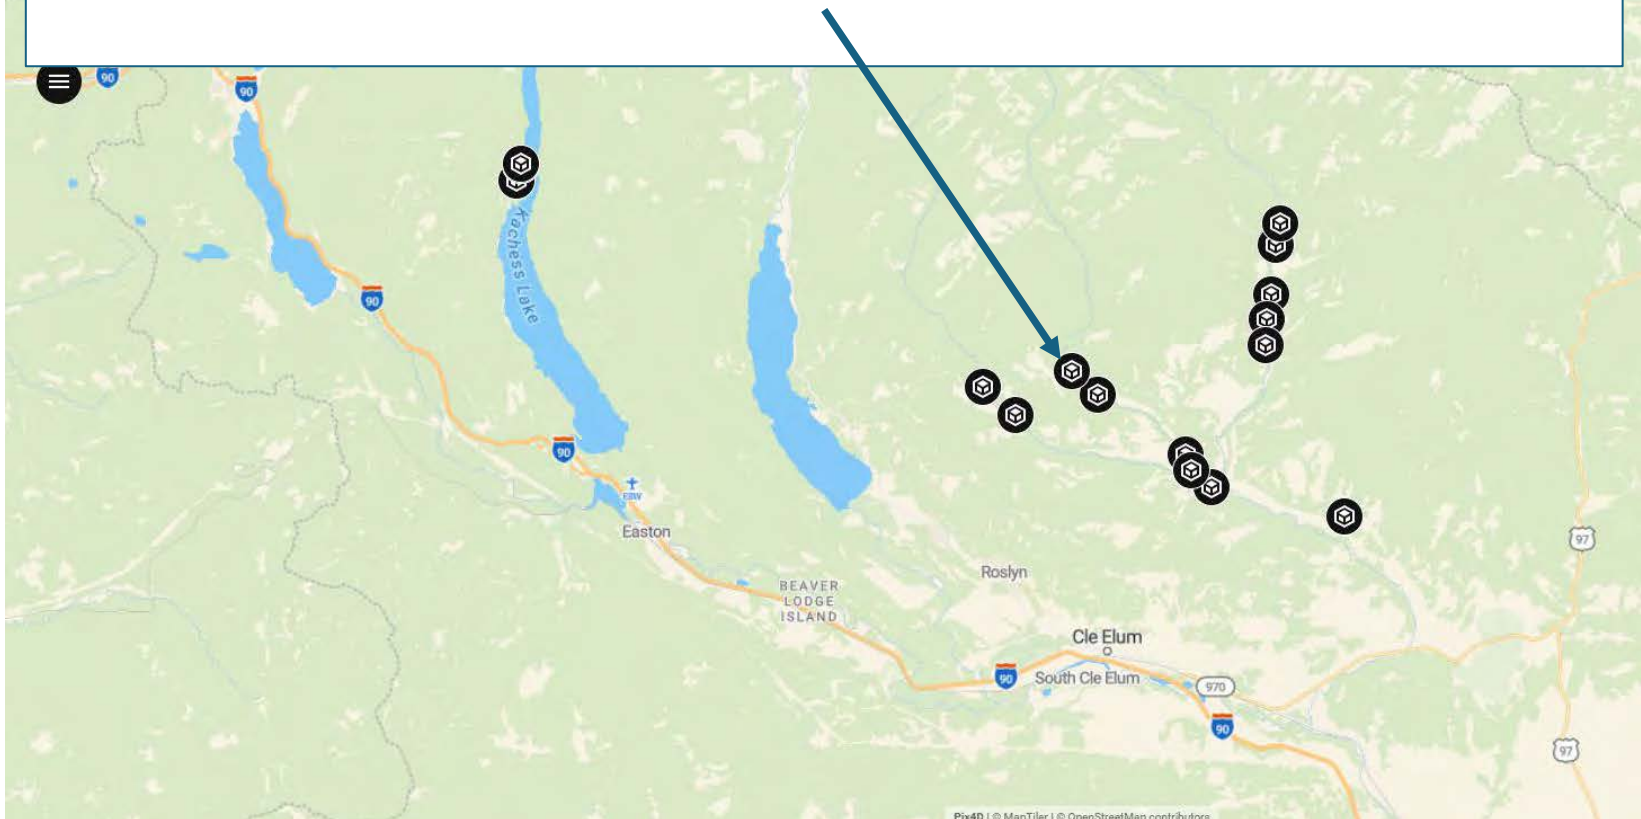 90
90
Kachess Lake
90
90
EBW
Easton
97
Roslyn
BEAVER
LODGE
ISLAND
Cle Elum
90
South Cle Elum
970
90
97
Pix4D | © MapTiler | © OpenStreetMap contributors